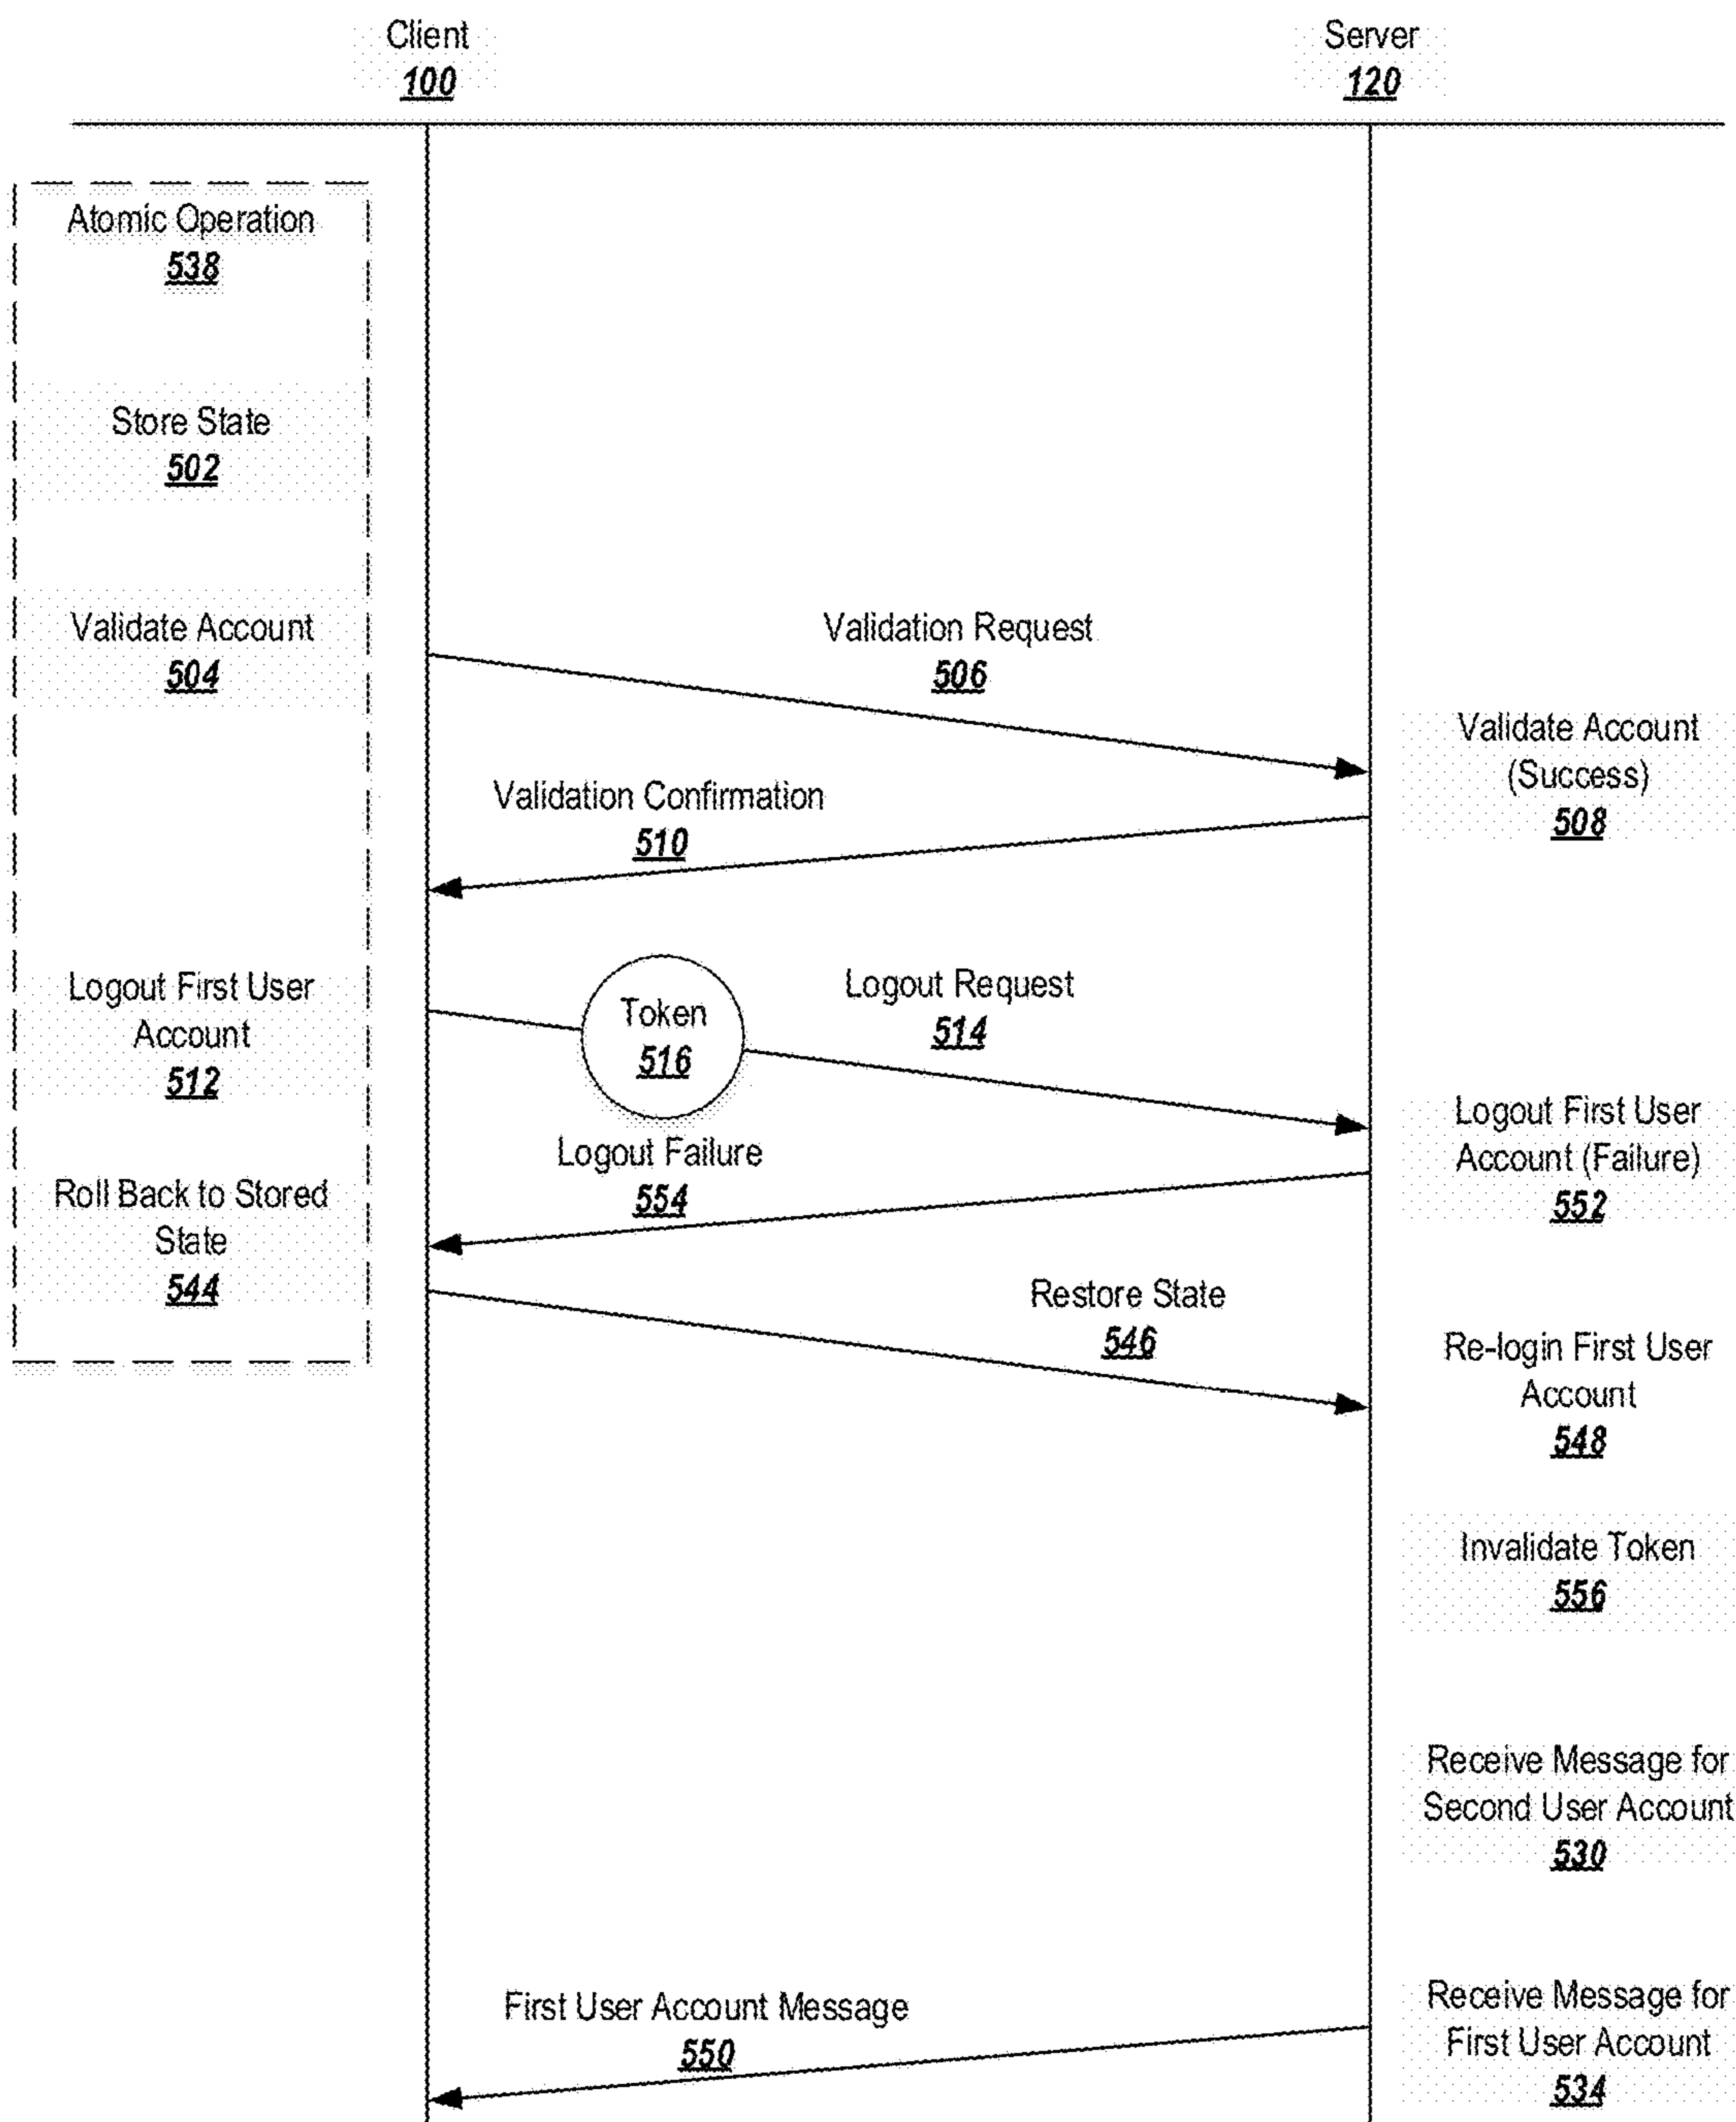 Client
100
Server
120
Atomic Operation
538
Store State
502
Validate Account
504
Validation Request
506
Validate Account
(Success)
508
Validation Confirmation
510
Logout First User
Account
512
Token
516
Logout Request
514
Logout First User
Account (Failure)
552
Logout Failure
554
Roll Back to Stored
State
544
Restore State
546
Re-login First User
Account
548
Invalidate Token
556
Receive Message for
Second User Account
530
First User Account Message
550
Receive Message for
First User Account
534